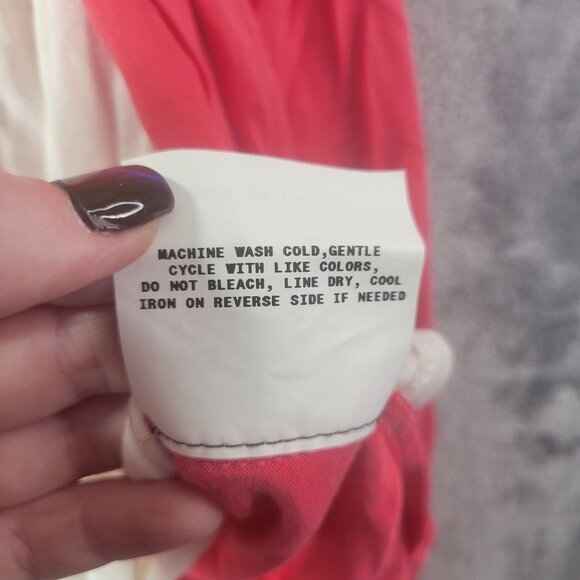 MACHINE WASH COLD,GENTLE
CYCLE WITH LIKE COLORS,
DO NOT BLEACH, LINE DRY, COOL
IRON ON REVERSE SIDE IF NEEDED